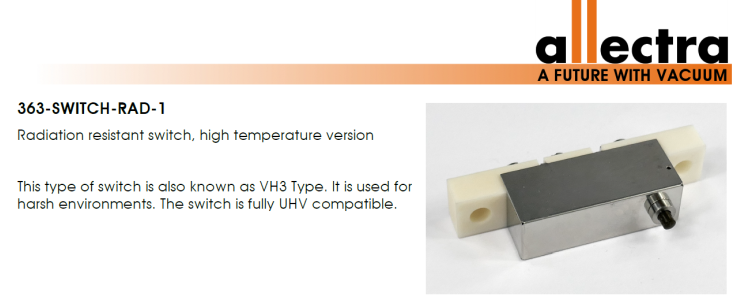 allectra
A FUTURE WITH VACUUM
363-SWITCH-RAD-1
Radiation resistant switch, high temperature version
This type of switch is also known as VH3 Type. It is used for
harsh environments. The switch is fully UHV compatible.